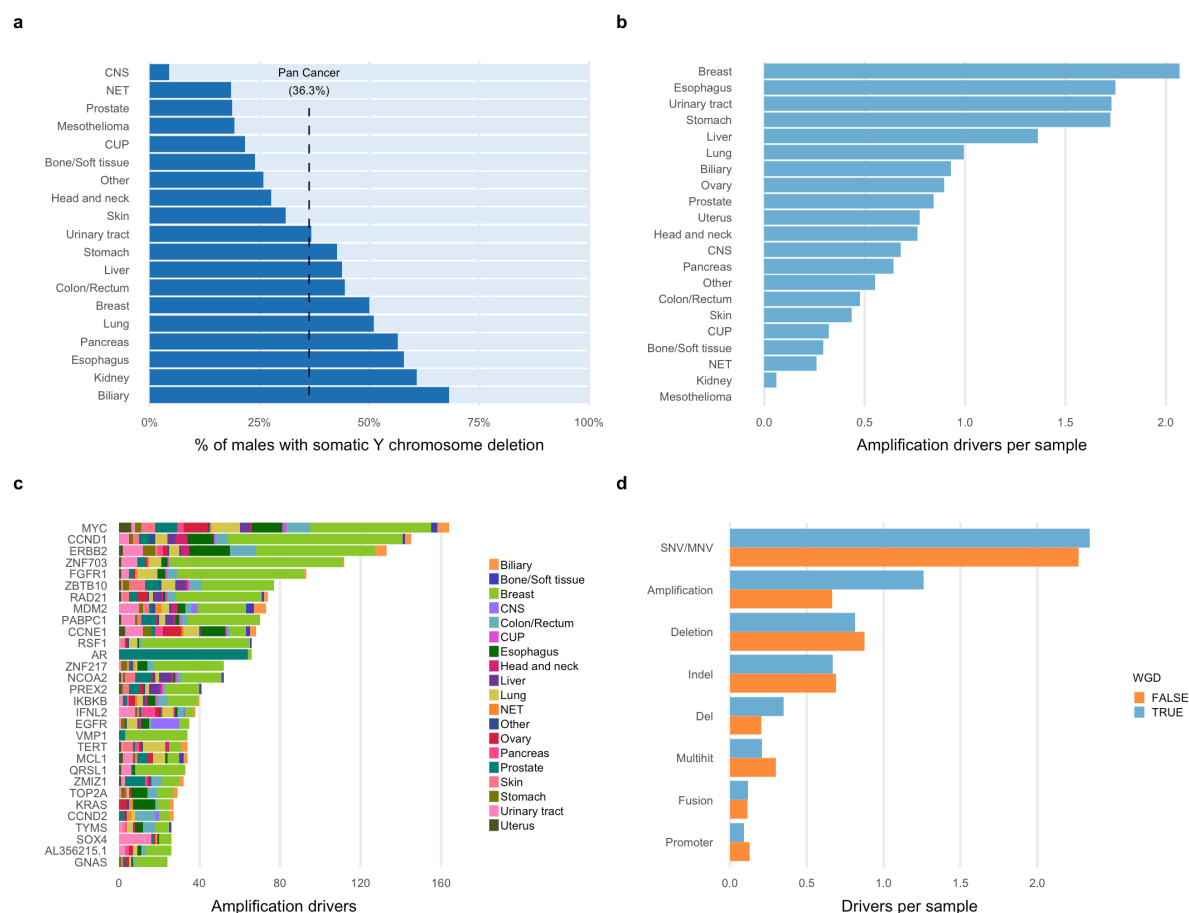 a
CNS
NET
Prostate
Mesothelioma
CUP
Bone/Soft tissue
Other
Head and neck
Skin
Urinary tract
Stomach
Liver
Colon/Rectum
Breast
Lung
Pancreas
Esophagus
Kidney
Biliary
Pan Cancer
(36.3%)
0%
25%
50%
75%
100%
% of males with somatic Y chromosome deletion
b
Breast
Esophagus
Urinary tract
Stomach
Liver
Lung
Biliary
Ovary
Prostate
Uterus
Head and neck
CNS
Pancreas
Other
Colon/Rectum
Skin
CUP
Bone/Soft tissue
NET
Kidney
Mesothelioma
0.0
0.5
1.0
1.5
2.0
Amplification drivers per sample
c
MYC
CCND1
ERBB2
ZNF703
FGFR1
ZBTB10
RAD21
MDM2
PABPC1
CCNE1
RSF1
AR
ZNF217
NCOA2
PREX2
IKBKB
IFNL2
EGFR
VMP1
TERT
MCL1
QRSL1
ZMIZ1
TOP2A
KRAS
CCND2
TYMS
SOX4
AL356215.1
GNAS
0
40
80
120
160
Amplification drivers
Biliary
Bone/Soft tissue
Breast
CNS
Colon/Rectum
CUP
Esophagus
Head and neck
Liver
Lung
NET
Other
Ovary
Pancreas
Prostate
Skin
Stomach
Urinary tract
Uterus
d
SNV/MNV
Amplification
Deletion
Indel
Del
Multihit
Fusion
Promoter
0.0
0.5
1.0
1.5
2.0
Drivers per sample
WGD
FALSE
TRUE